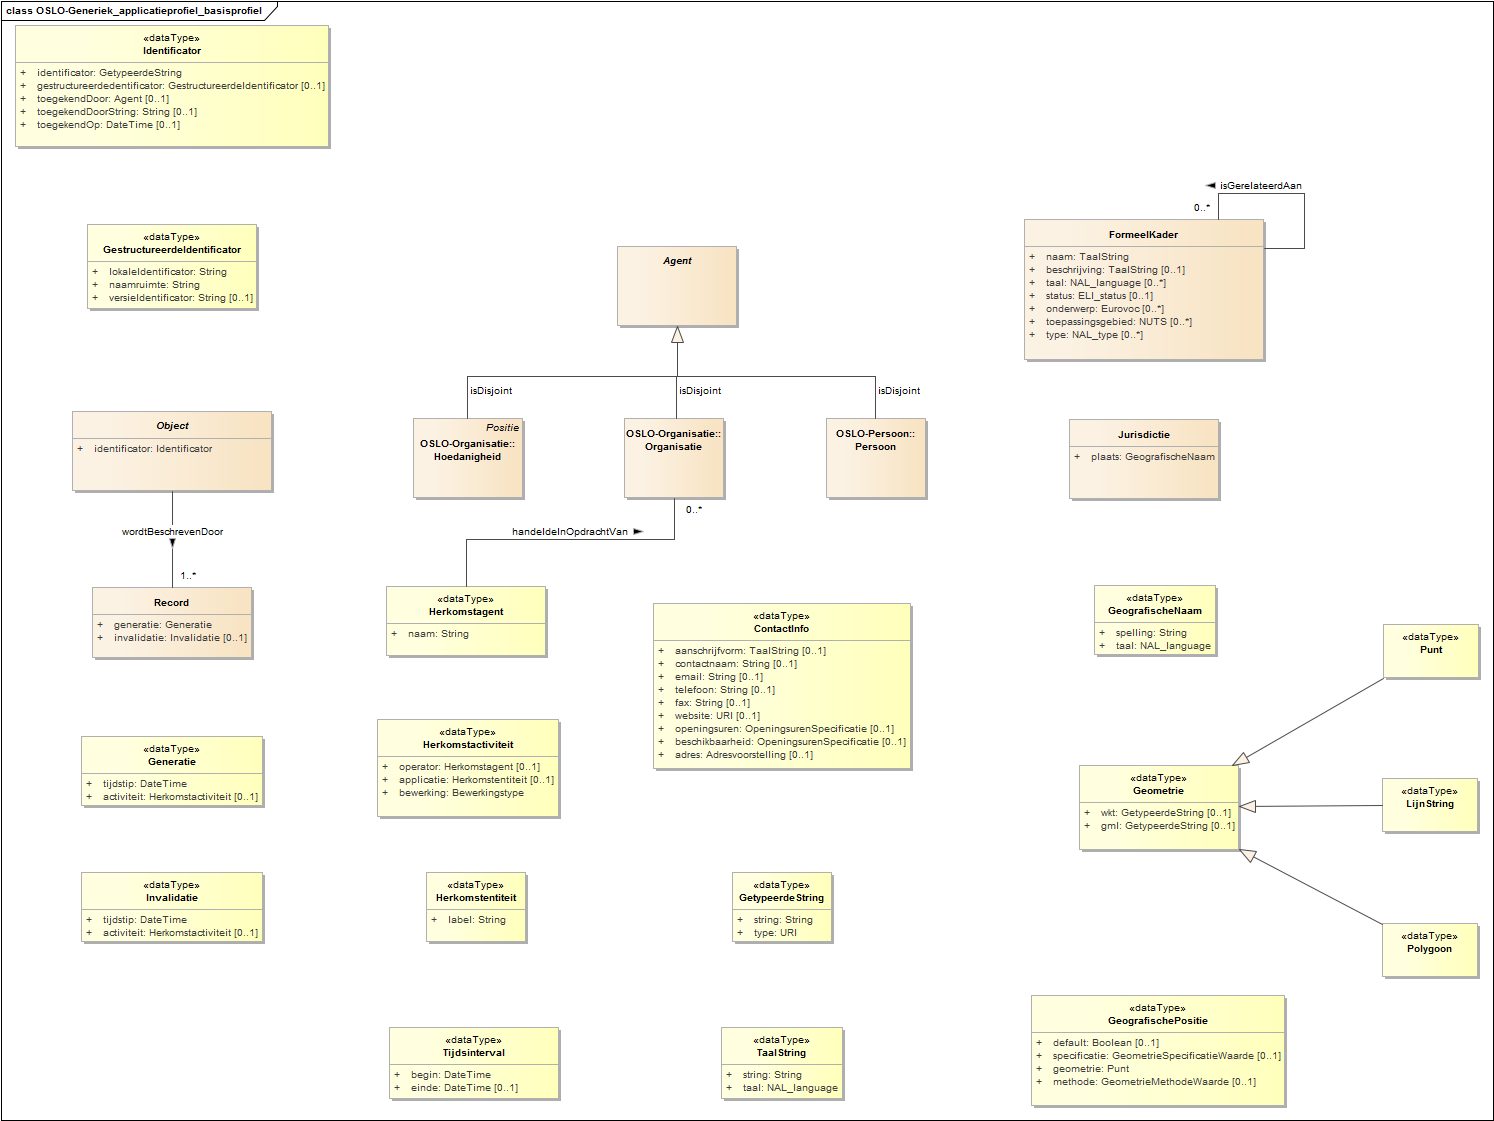 class OSLO-Generiek_applicatieprofiel_basisprofiel
«dataType»
Identificator
+ identificator: GetypeerdeString
+ gestructureerdedentificator: GestructureerdeIdentificator [0..1]
+ toegekendDoor: Agent [0..1]
+ toegekendDoorString: String [0..1]
+ toegekendOp: DateTime [0..1]
«dataType»
GestructureerdeIdentificator
+ lokaleIdentificator: String
+ naamruimte: String
+ versieIdentificator: String [0..1]
Agent
isGerelateerdAan
0..*
FormeelKader
+ naam: TaalString
+ beschrijving: TaalString [0..1]
+ taal: NAL_language [0..*]
+ status: ELI_status [0..1]
+ onderwerp: Eurovoc [0..*]
+ toepassingsgebied: NUTS [0..*]
+ type: NAL_type [0..*]
isDisjoint
isDisjoint
isDisjoint
Object
+ identificator: Identificator
Positie
OSLO-Organisatie::
Hoedanigheid
OSLO-Organisatie::
Organisatie
OSLO-Persoon::
Persoon
Jurisdictie
+ plaats: GeografischeNaam
wordtBeschrevenDoor
1..*
0..*
handeldeInOpdrachtVan
Record
+ generatie: Generatie
+ invalidatie: Invalidatie [0..1]
«dataType»
Herkomstagent
+ naam: String
«dataType»
ContactInfo
+ aanschrijfvorm: TaalString [0..1]
+ contactnaam: String [0..1]
+ email: String [0..1]
+ telefoon: String [0..1]
+ fax: String [0..1]
+ website: URI [0..1]
+ openingsuren: OpeningsurenSpecificatie [0..1]
+ beschikbaarheid: OpeningsurenSpecificatie [0..1]
+ adres: Adresvoorstelling [0..1]
«dataType»
GeografischeNaam
+ spelling: String
+ taal: NAL_language
«dataType»
Punt
«dataType»
Generatie
+ tijdstip: DateTime
+ activiteit: Herkomstactiviteit [0..1]
«dataType»
Herkomstactiviteit
+ operator: Herkomstagent [0..1]
+ applicatie: Herkomstentiteit [0..1]
+ bewerking: Bewerkingstype
«dataType»
Geometrie
+ wkt: GetypeerdeString [0..1]
+ gml: GetypeerdeString [0..1]
«dataType»
LijnString
«dataType»
Invalidatie
+ tijdstip: DateTime
+ activiteit: Herkomstactiviteit [0..1]
«dataType»
Herkomstentiteit
+ label: String
«dataType»
GetypeerdeString
+ string: String
+ type: URI
«dataType»
Polygoon
«dataType»
Tijdsinterval
+ begin: DateTime
+ einde: DateTime [0..1]
«dataType»
TaalString
+ string: String
+ taal: NAL_language
«dataType»
GeografischePositie
+ default: Boolean [0..1]
+ specificatie: GeometrieSpecificatieWaarde [0..1]
+ geometrie: Punt
+ methode: GeometrieMethodeWaarde [0..1]